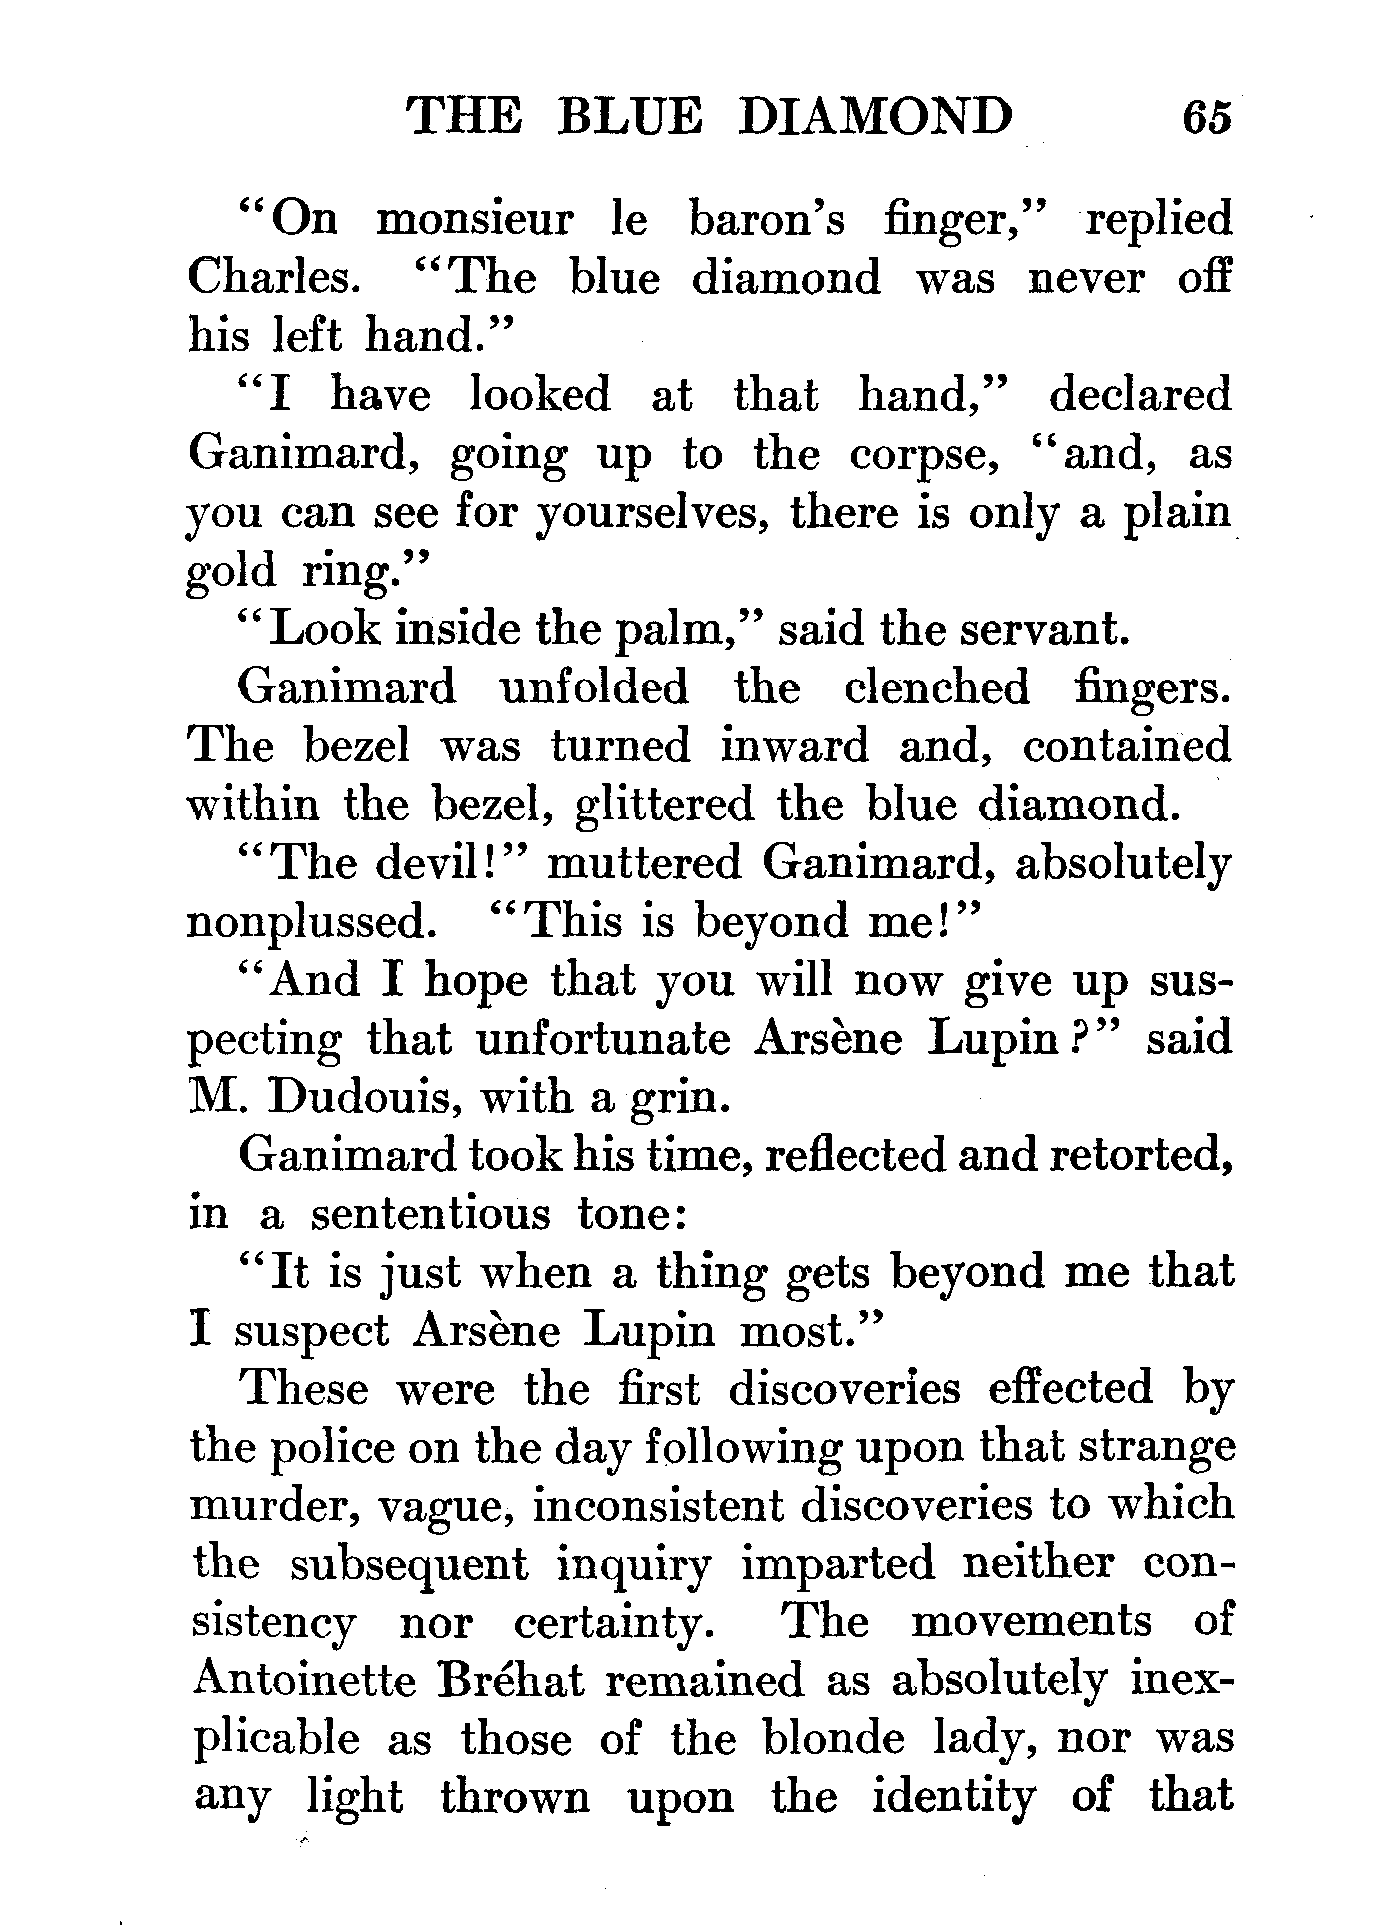 THE BLUE DIAMOND 65
“On monsieur le baron’s finger,” replied
Charles. “The blue diamond was never off
his left hand.”
“I have looked at that hand,” declared
Ganimard, going up to the corpse, “and, as
you can see for yourselves, there is only a plain
gold ring.”
“Look inside the palm,” said the servant.
Ganimard unfolded the clenched fingers.
The bezel was turned inward and, contained
within the bezel, glittered the blue diamond.
“The devil!” muttered Ganimard, absolutely
nonplussed. “This is beyond me!”
“And I hope that you will now give up sus-
pecting that unfortunate Arsène Lupin?” said
M. Dudouis, with a grin.
Ganimard took his time, reflected and retorted,
in a sententious tone:
“It is just when a thing gets beyond me that
I suspect Arsène Lupin most.”
These were the first discoveries effected by
the police on the day following upon that strange
murder, vague, inconsistent discoveries to which
the subsequent inquiry imparted neither con-
sistency nor certainty. The movements of
Antoinette Bréhat remained as absolutely inex-
plicable as those of the blonde lady, nor was
any light thrown upon the identity of that